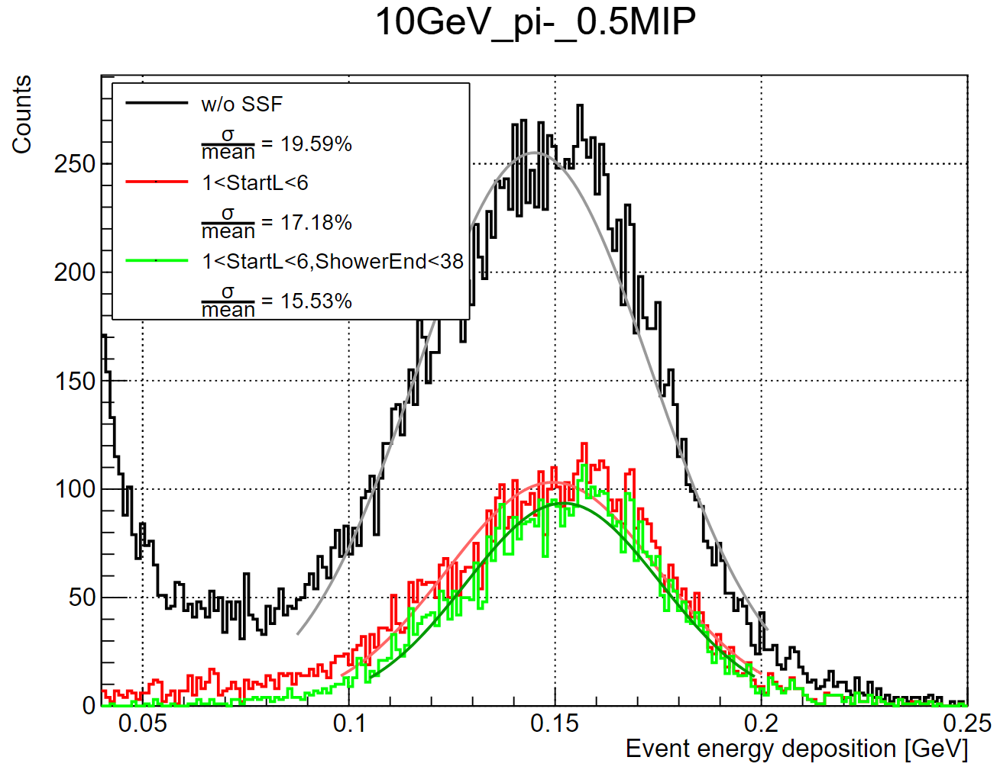 10GeV_pi-_0.5MIP
Counts
w/o SSF
σ
mean = 19.59%
1<StartL<6
σ
mean = 17.18%
1<StartL<6,ShowerEnd<38
σ
mean = 15.53%
250
200
150
100
50
0
0.05 0.1 0.15 0.2 0.25
Event energy deposition [GeV]